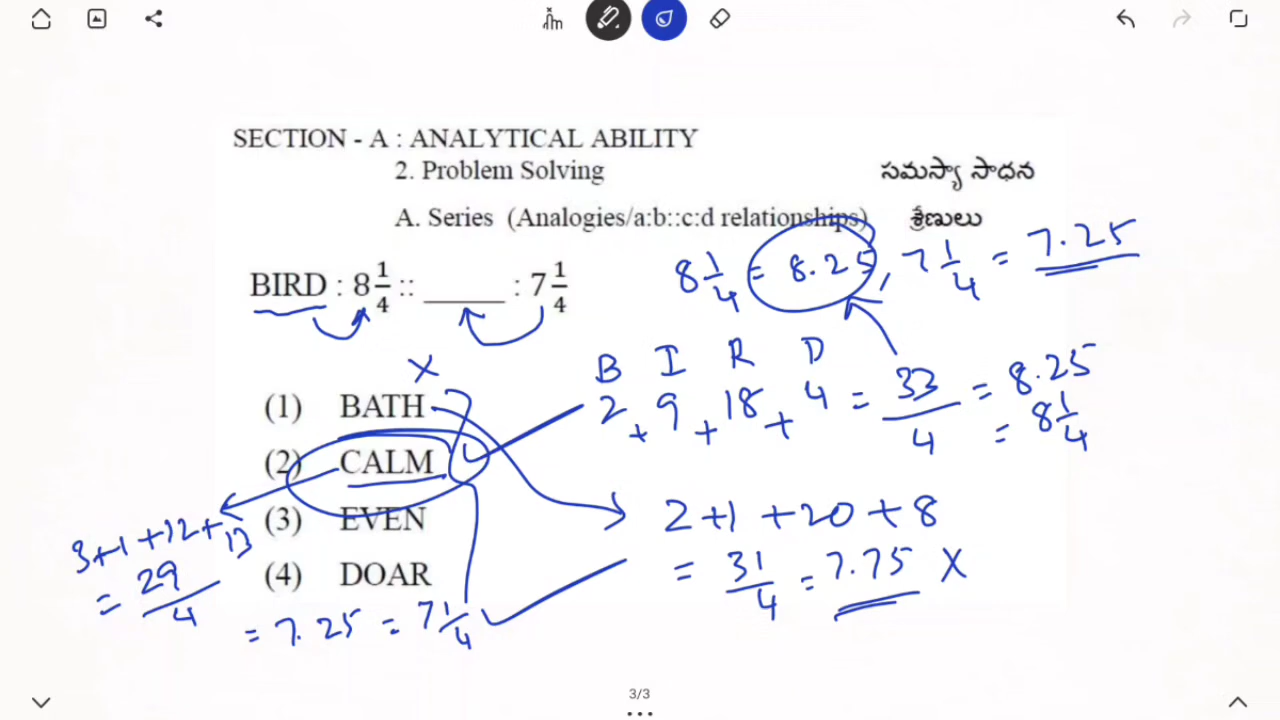 SECTION - A : ANALYTICAL ABILITY
2. Problem Solving సమస్యా సాధన
A. Series (Analogies/a:b::c:d relationships) శ్రేణులు
8 1/4 = 8.25, 7 1/4 = 7.25
BIRD : 8 1/4 :: ______ : 7 1/4
X
B I R D
2 + 9 + 18 + 4 = 33/4 = 8.25
= 8 1/4
(1) BATH
(2) CALM
(3) EVEN
(4) DOAR
2 + 1 + 20 + 8
= 31/4 = 7.75 X
3+1+12+13
= 29/4
= 7.25 = 7 1/4
3/3